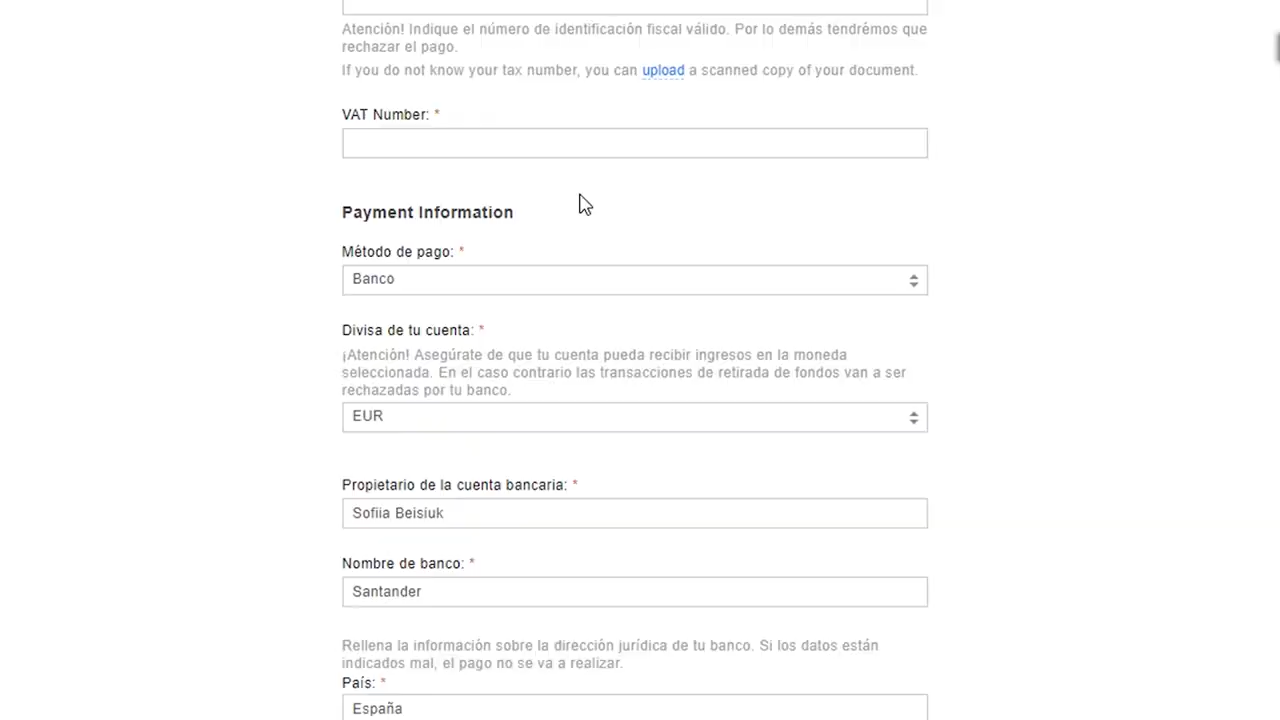 Atención! Indique el número de identificación fiscal válido. Por lo demás tendrémos que
rechazar el pago.
If you do not know your tax number, you can upload a scanned copy of your document.
VAT Number: *
Payment Information
Método de pago: *
Banco
Divisa de tu cuenta: *
¡Atención! Asegúrate de que tu cuenta pueda recibir ingresos en la moneda
seleccionada. En el caso contrario las transacciones de retirada de fondos van a ser
rechazadas por tu banco.
EUR
Propietario de la cuenta bancaria: *
Sofiia Beisiuk
Nombre de banco: *
Santander
Rellena la información sobre la dirección jurídica de tu banco. Si los datos están
indicados mal, el pago no se va a realizar.
País: *
España